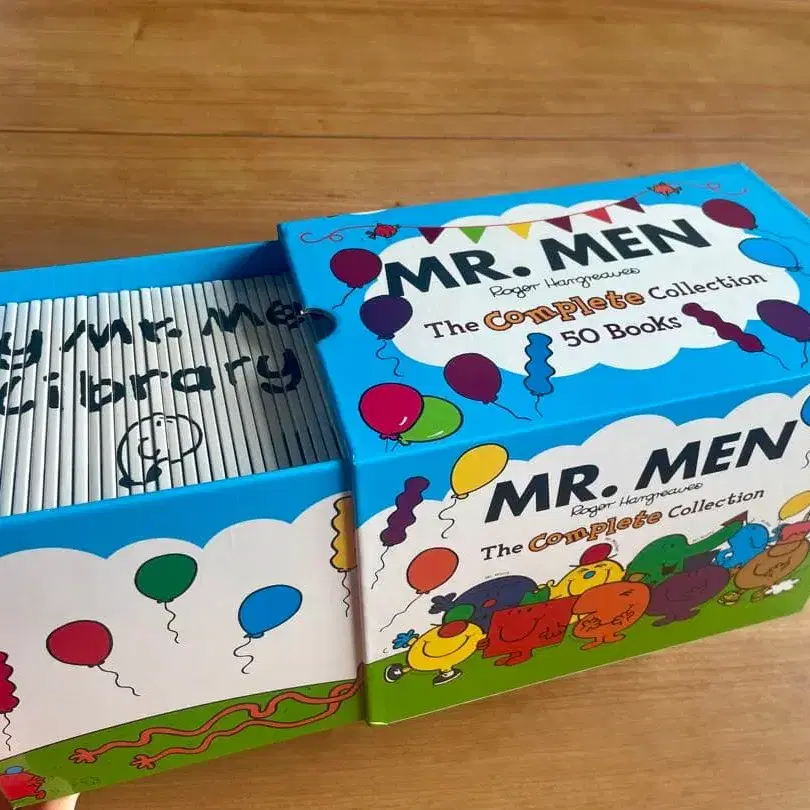 y Mr. Me
Library
MR. MEN
Roger Hargreaves
The Complete Collection
50 Books
MR. MEN
Roger Hargreaves
The Complete Collection